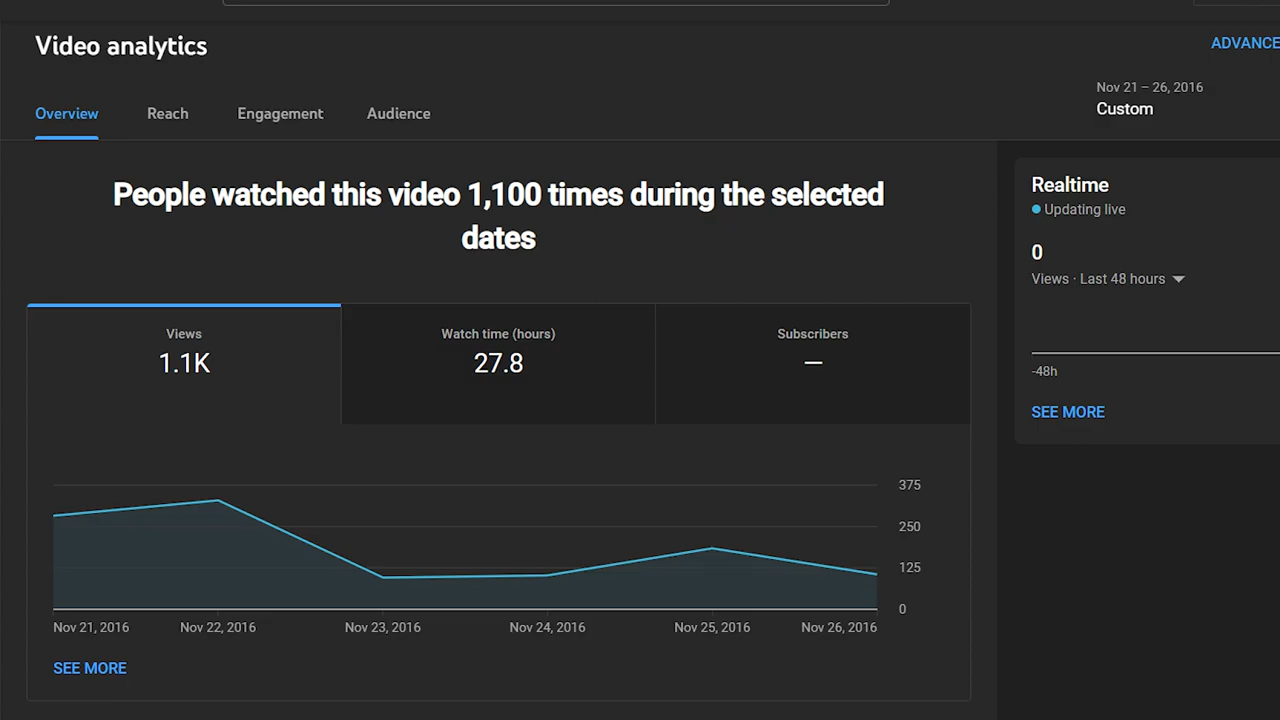 Video analytics
ADVANCE
Overview Reach Engagement Audience
Nov 21 – 26, 2016
Custom
People watched this video 1,100 times during the selected
dates
Views
1.1K
Watch time (hours)
27.8
Subscribers
—
375
250
125
0
Nov 21, 2016 Nov 22, 2016 Nov 23, 2016 Nov 24, 2016 Nov 25, 2016 Nov 26, 2016
SEE MORE
Realtime
Updating live
0
Views · Last 48 hours
-48h
SEE MORE